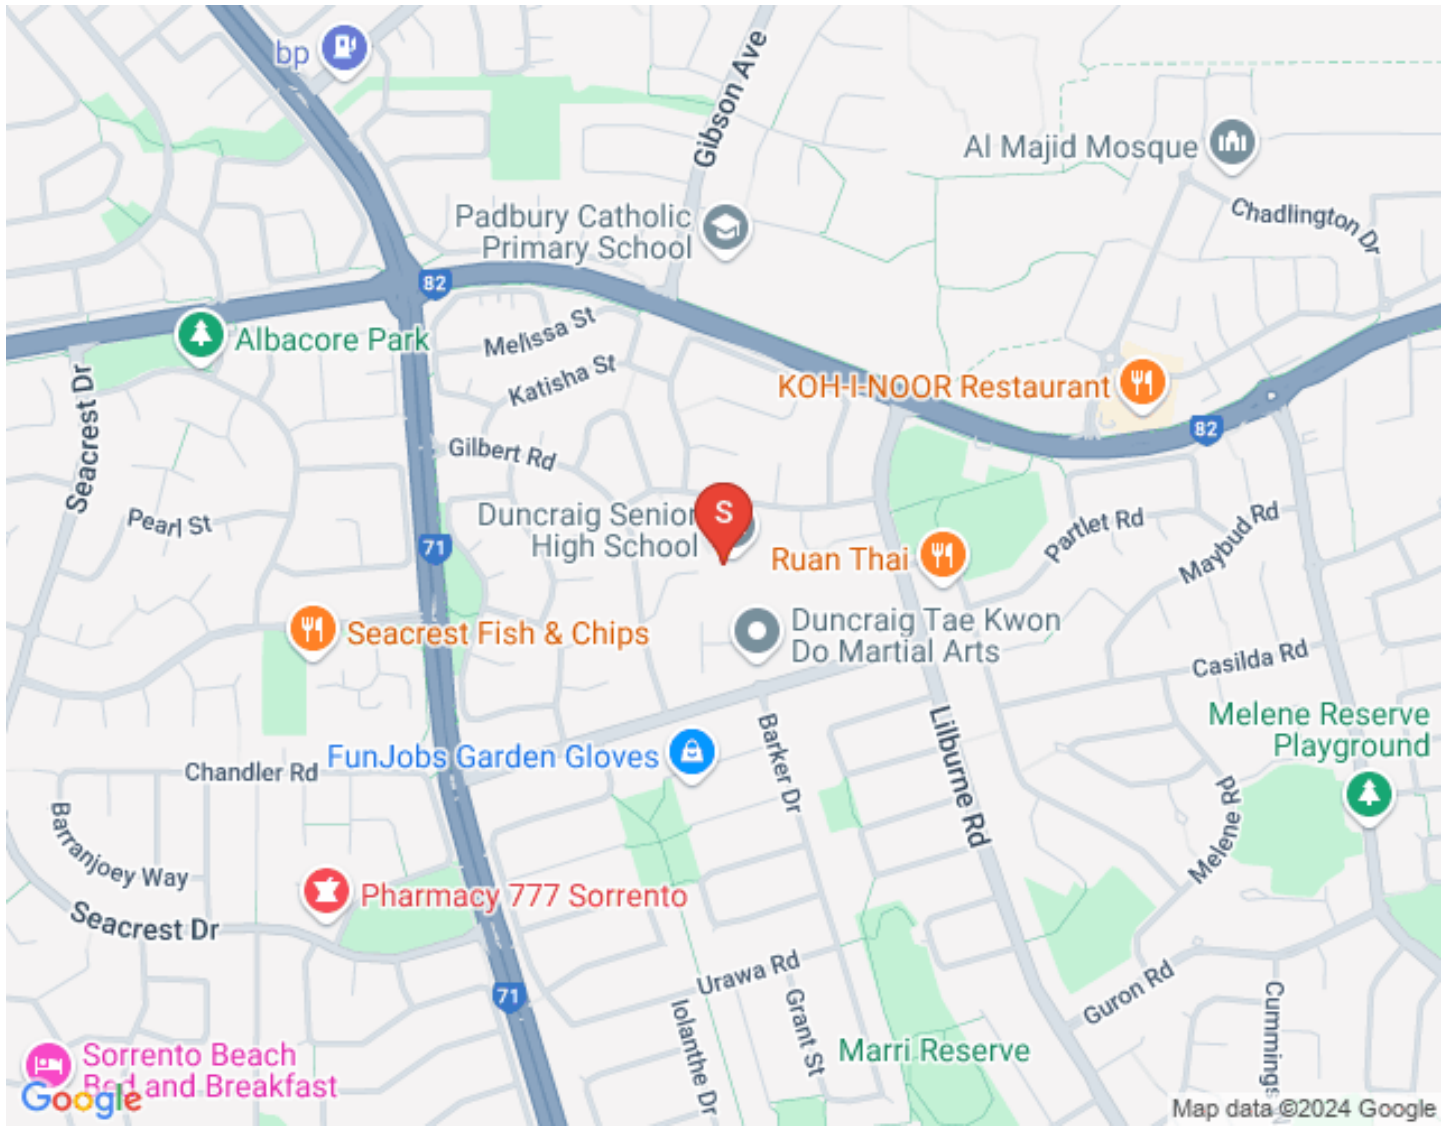 bp
Gibson Ave
Al Majid Mosque
Chadlington Dr
Padbury Catholic
Primary School
82
Albacore Park
Melissa St
Katisha St
KOH-I-NOOR Restaurant
82
Seacrest Dr
Gilbert Rd
Pearl St
71
Duncraig Senior
High School
S
Ruan Thai
Partlet Rd
Maybud Rd
Seacrest Fish & Chips
Duncraig Tae Kwon
Do Martial Arts
Casilda Rd
Melene Reserve
Playground
FunJobs Garden Gloves
Barker Dr
Lilburne Rd
Chandler Rd
Barranjoey Way
Melene Rd
Pharmacy 777 Sorrento
Seacrest Dr
Urawa Rd
71
Iolanthe Dr
Grant St
Guron Rd
Cummings
Marri Reserve
Sorrento Beach
Bed and Breakfast
Google
Map data ©2024 Google